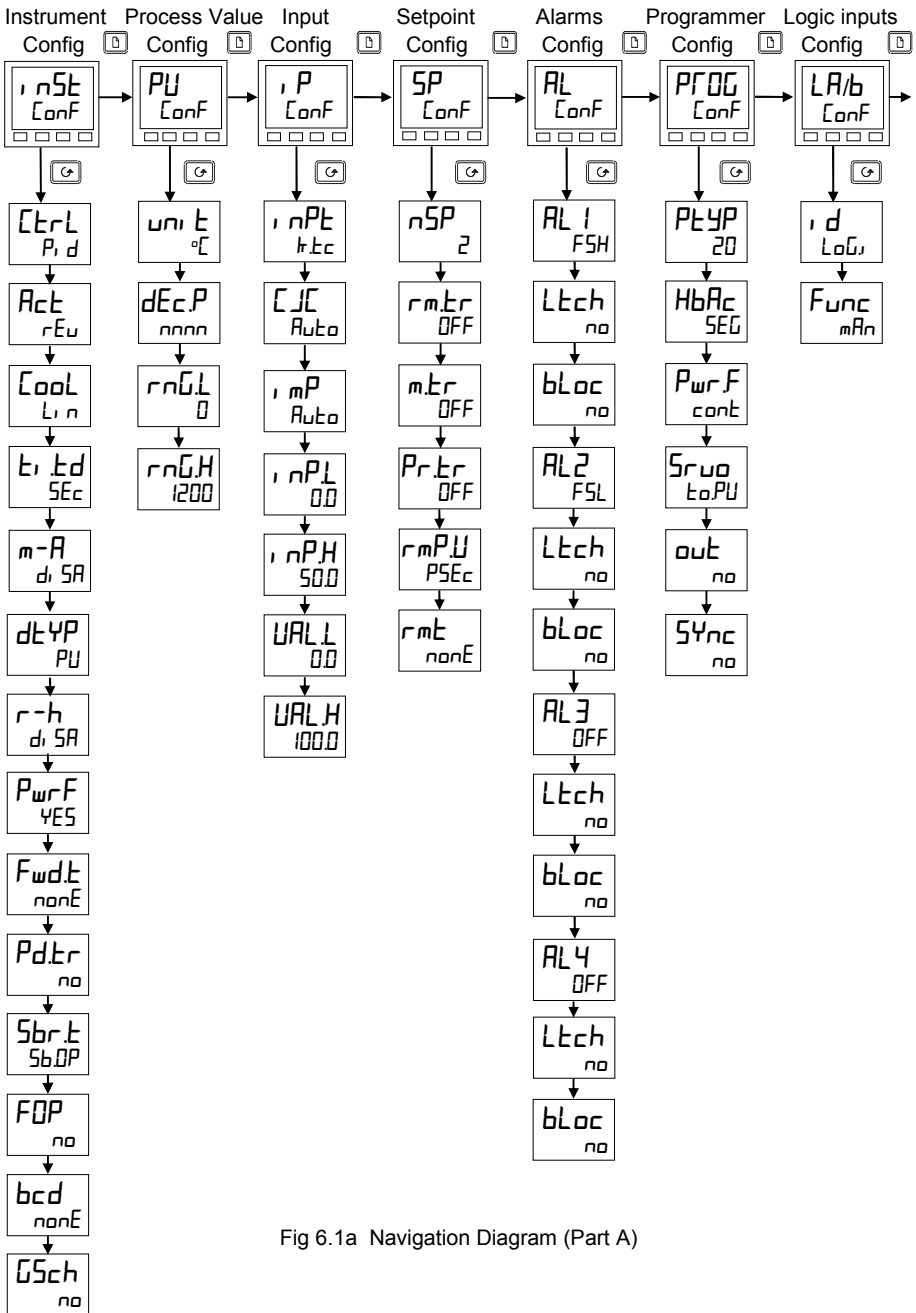 Instrument Config
Process Value Config
Input Config
Setpoint Config
Alarms Config
Programmer Config
Logic inputs Config
inSt
ConF
CtrL
Pid
Act
rEv
CooL
Lin
ti.td
SEc
m-A
diSA
dtYP
PV
r-h
diSA
PwrF
YES
Fwd.t
nonE
Pd.tr
no
Sbr.t
Sb.OP
FOP
no
bcd
nonE
GSch
no
PV
ConF
unit
°C
dEc.P
nnnn
rnG.L
0
rnG.H
1200
iP
ConF
inPt
k.tc
CJC
Auto
imP
Auto
inP.L
0.0
inP.H
50.0
VAL.L
0.0
VAL.H
100.0
SP
ConF
nSP
2
rm.tr
OFF
m.tr
OFF
Pr.tr
OFF
rmP.U
PSEc
rmt
nonE
AL
ConF
AL1
FSH
Ltch
no
bLoc
no
AL2
FSL
Ltch
no
bLoc
no
AL3
OFF
Ltch
no
bLoc
no
AL4
OFF
Ltch
no
bLoc
no
PROG
ConF
PtYP
20
HbAc
SEG
Pwr.F
cont
Srvo
to.PV
out
no
SYnc
no
LA/b
ConF
id
LoG.i
Func
mAn
Fig 6.1a Navigation Diagram (Part A)